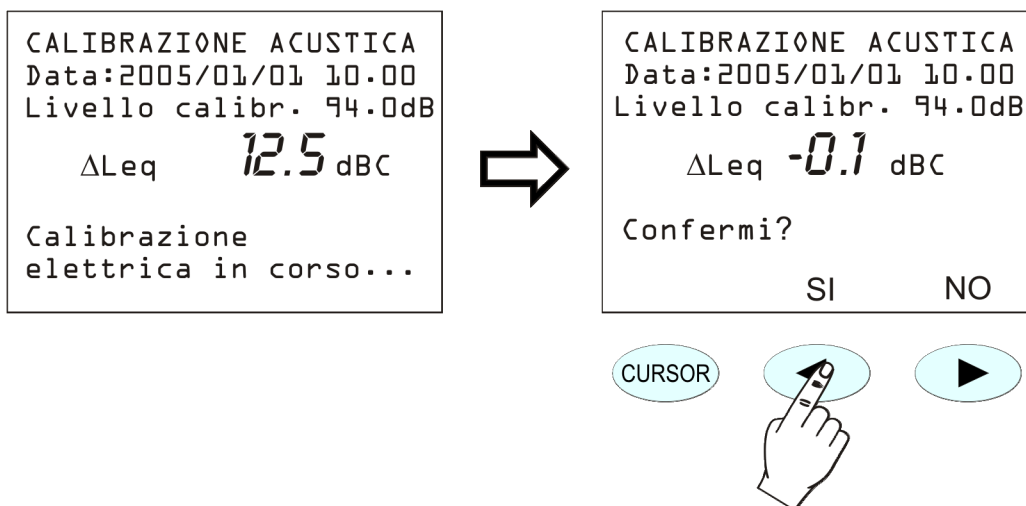 CALIBRAZIONE ACUSTICA
Data:2005/01/01 10.00
Livello calibr. 94.0dB
ΔLeq 12.5 dBC
Calibrazione
elettrica in corso...
CALIBRAZIONE ACUSTICA
Data:2005/01/01 10.00
Livello calibr. 94.0dB
ΔLeq -0.1 dBC
Confermi?
SI NO
CURSOR